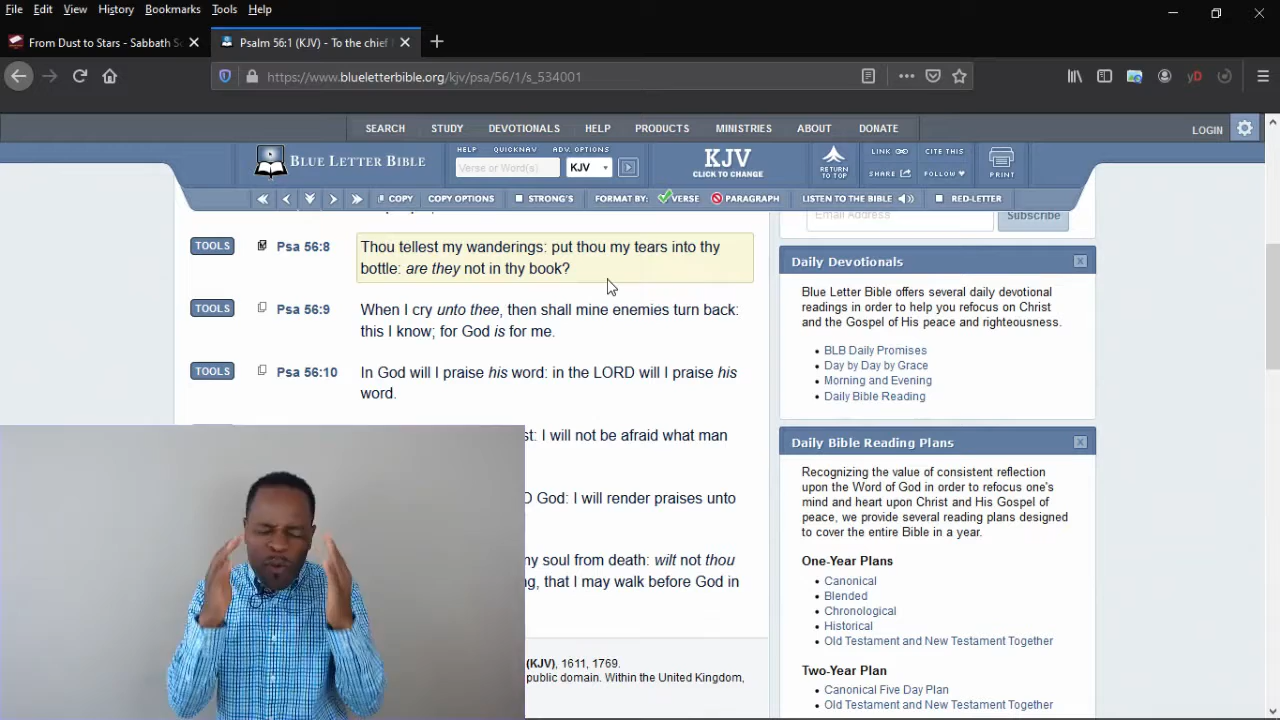 File Edit View History Bookmarks Tools Help
From Dust to Stars - Sabbath Sc
Psalm 56:1 (KJV) - To the chief
https://www.blueletterbible.org/kjv/psa/56/1/s_534001
yD
SEARCH STUDY DEVOTIONALS HELP PRODUCTS MINISTRIES ABOUT DONATE
LOGIN
BLUE LETTER BIBLE
HELP QUICKNAV ADV. OPTIONS
Verse or Word(s) KJV
KJV
CLICK TO CHANGE
RETURN
TO TOP
LINK CITE THIS
SHARE FOLLOW
PRINT
COPY COPY OPTIONS STRONG'S FORMAT BY: VERSE PARAGRAPH LISTEN TO THE BIBLE RED-LETTER
Email Address Subscribe
TOOLS Psa 56:8 Thou tellest my wanderings: put thou my tears into thy
bottle: are they not in thy book?
TOOLS Psa 56:9 When I cry unto thee, then shall mine enemies turn back:
this I know; for God is for me.
TOOLS Psa 56:10 In God will I praise his word: in the LORD will I praise his
word.
st: I will not be afraid what man
God: I will render praises unto
my soul from death: wilt not thou
that I may walk before God in
(KJV), 1611, 1769.
public domain. Within the United Kingdom,
Daily Devotionals
Blue Letter Bible offers several daily devotional
readings in order to help you refocus on Christ
and the Gospel of His peace and righteousness.
BLB Daily Promises
Day by Day by Grace
Morning and Evening
Daily Bible Reading
Daily Bible Reading Plans
Recognizing the value of consistent reflection
upon the Word of God in order to refocus one's
mind and heart upon Christ and His Gospel of
peace, we provide several reading plans designed
to cover the entire Bible in a year.
One-Year Plans
Canonical
Blended
Chronological
Historical
Old Testament and New Testament Together
Two-Year Plan
Canonical Five Day Plan
Old Testament and New Testament Together